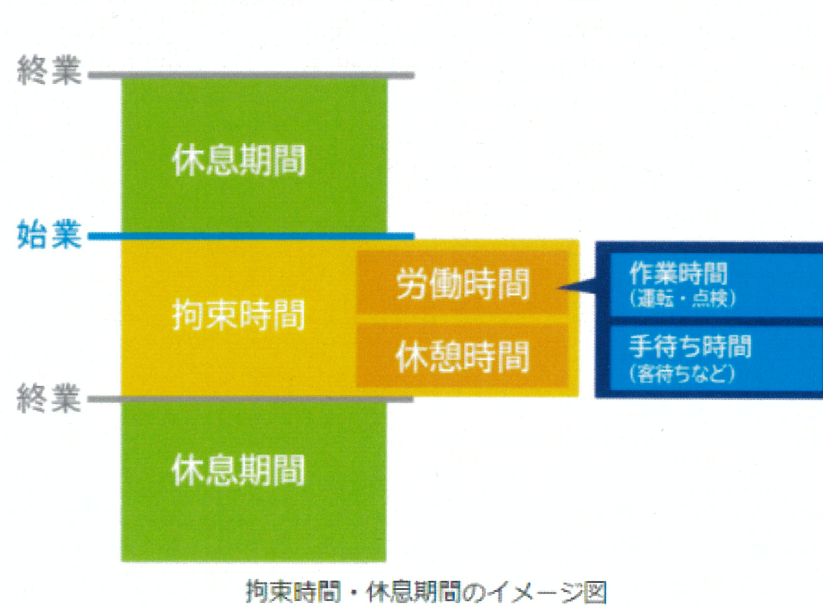 終業
休息期間
始業
拘束時間
労働時間
休憩時間
作業時間
(運転・点検)
手待ち時間
(客待ちなど)
終業
休息期間
拘束時間・休息期間のイメージ図